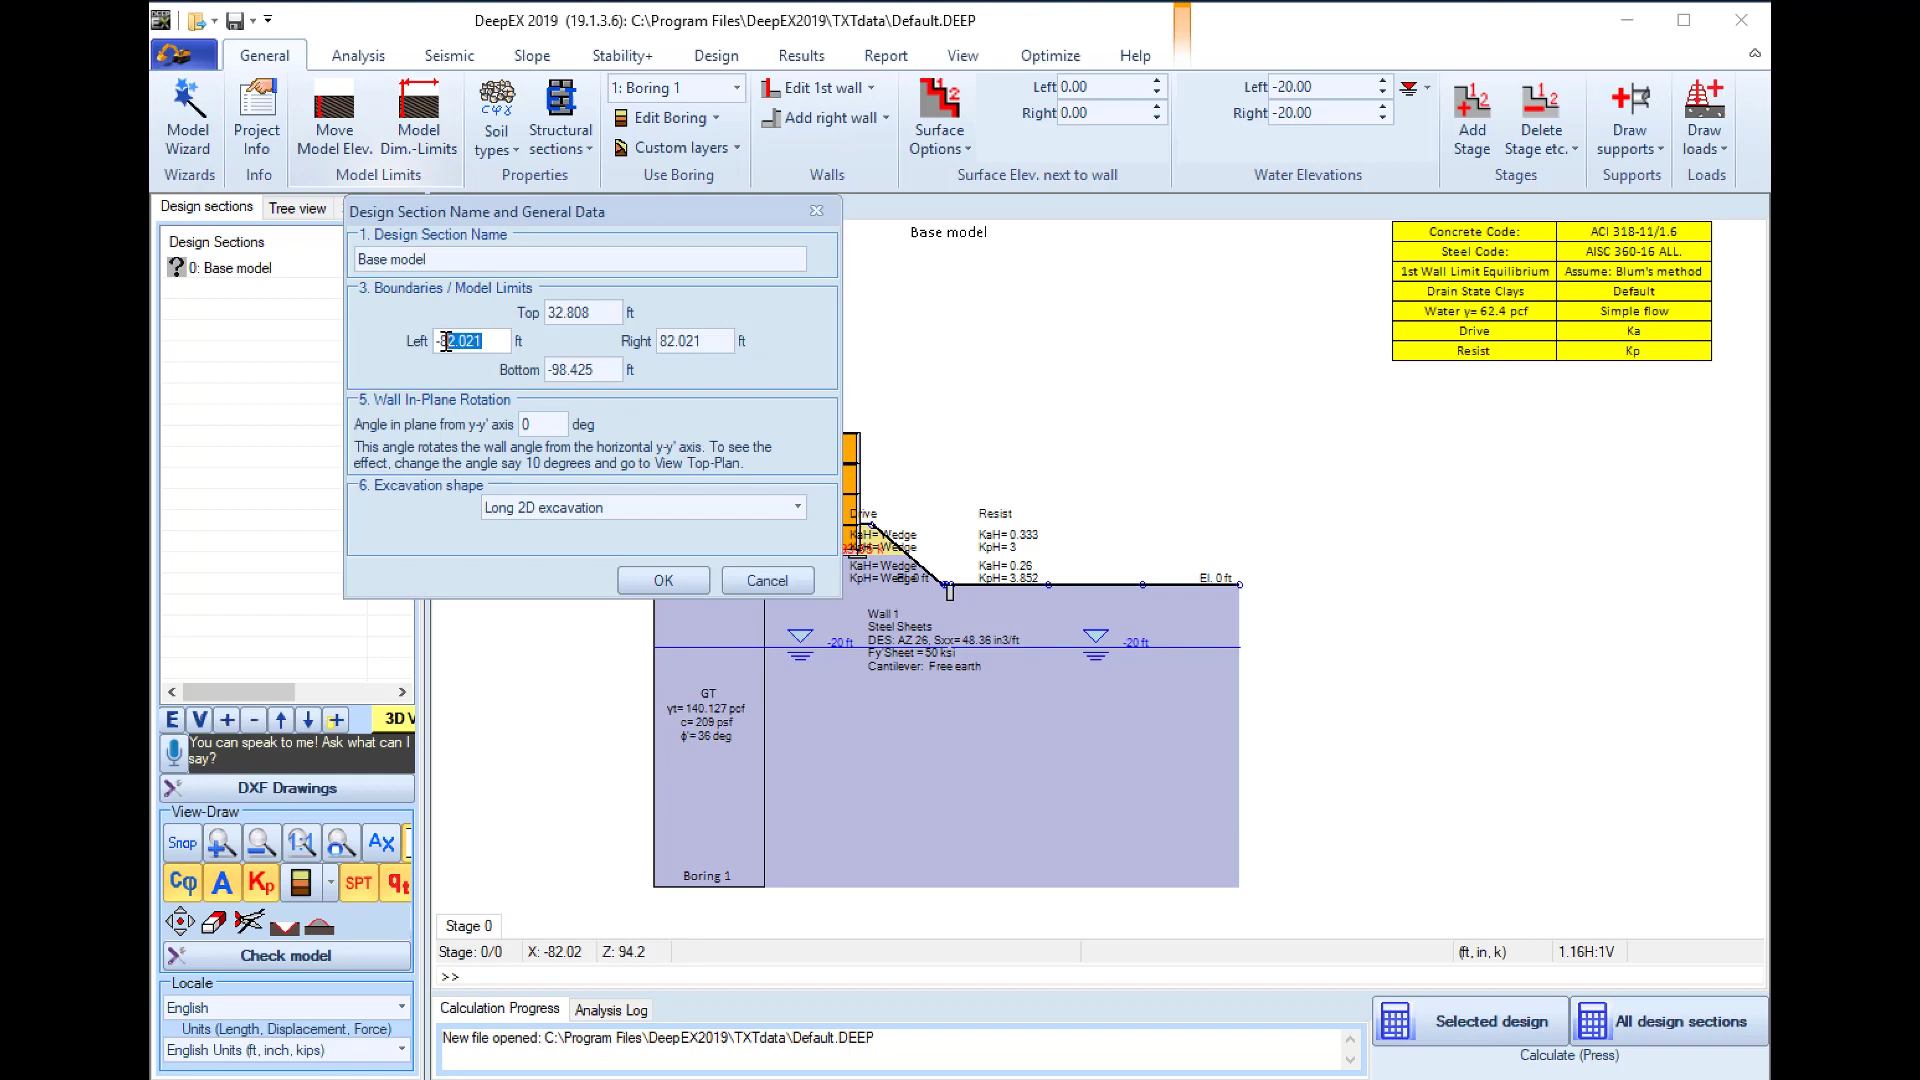 DeepEX 2019 (19.1.3.6): C:\Program Files\DeepEX2019\TXTdata\Default.DEEP
General Analysis Seismic Slope Stability+ Design Results Report View Optimize Help
Model Wizard
Wizards
Project Info
Info
Move Model Elev.
Model Dim.-Limits
Model Limits
Soil types
Structural sections
Properties
1: Boring 1
Edit Boring
Custom layers
Use Boring
Edit 1st wall
Add right wall
Walls
Surface Options
Left 0.00
Right 0.00
Surface Elev. next to wall
Left -20.00
Right -20.00
Water Elevations
Add Stage
Delete Stage etc.
Stages
Draw supports
Supports
Draw loads
Loads
Design sections Tree view
Design Sections
0: Base model
Design Section Name and General Data
1. Design Section Name
Base model
3. Boundaries / Model Limits
Top 32.808 ft
Left -82.021 ft Right 82.021 ft
Bottom -98.425 ft
5. Wall In-Plane Rotation
Angle in plane from y-y' axis 0 deg
This angle rotates the wall angle from the horizontal y-y' axis. To see the
effect, change the angle say 10 degrees and go to View Top-Plan.
6. Excavation shape
Long 2D excavation
OK Cancel
Base model
Concrete Code: ACI 318-11/1.6
Steel Code: AISC 360-16 ALL.
1st Wall Limit Equilibrium Assume: Blum's method
Drain State Clays Default
Water γ= 62.4 pcf Simple flow
Drive Ka
Resist Kp
Drive Resist
KaH= Wedge KaH= 0.333
KpH= Wedge KpH= 3
KaH= Wedge KaH= 0.26
KpH= Wedge KpH= 3.852
El. 0 ft
Wall 1
Steel Sheets
DES: AZ 26, Sxx= 48.36 in3/ft
Fy'Sheet = 50 ksi
Cantilever: Free earth
-20 ft -20 ft
GT
γt= 140.127 pcf
c= 209 psf
ϕ'= 36 deg
Boring 1
E V + - ↑ ↓ + 3D V
You can speak to me! Ask what can I
say?
DXF Drawings
View-Draw
Snap 1:1 Ax
Cφ A Kp SPT qt
Check model
Locale
English
Units (Length, Displacement, Force)
English Units (ft, inch, kips)
Stage 0
Stage: 0/0 X: -82.02 Z: 94.2 (ft, in, k) 1.16H:1V
>>
Calculation Progress Analysis Log
New file opened: C:\Program Files\DeepEX2019\TXTdata\Default.DEEP
Selected design All design sections
Calculate (Press)